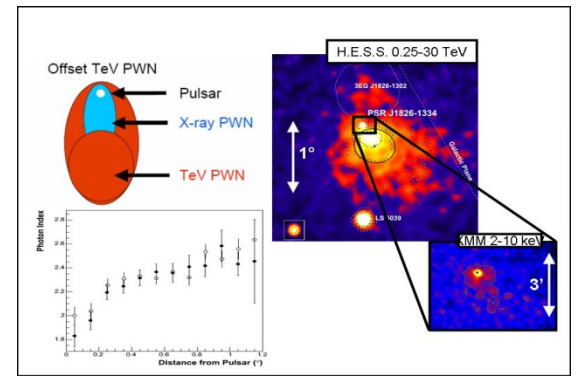 Offset TeV PWN
Pulsar
X-ray PWN
TeV PWN
Photon Index
2.8
2.6
2.4
2.2
2
1.8
0
0.2
0.4
0.6
0.8
1
1.2
Distance from Pulsar (°)
H.E.S.S. 0.25-30 TeV
3EG J1826-1302
PSR J1826-1334
Galactic Plane
1°
LS 5039
XMM 2-10 keV
3'